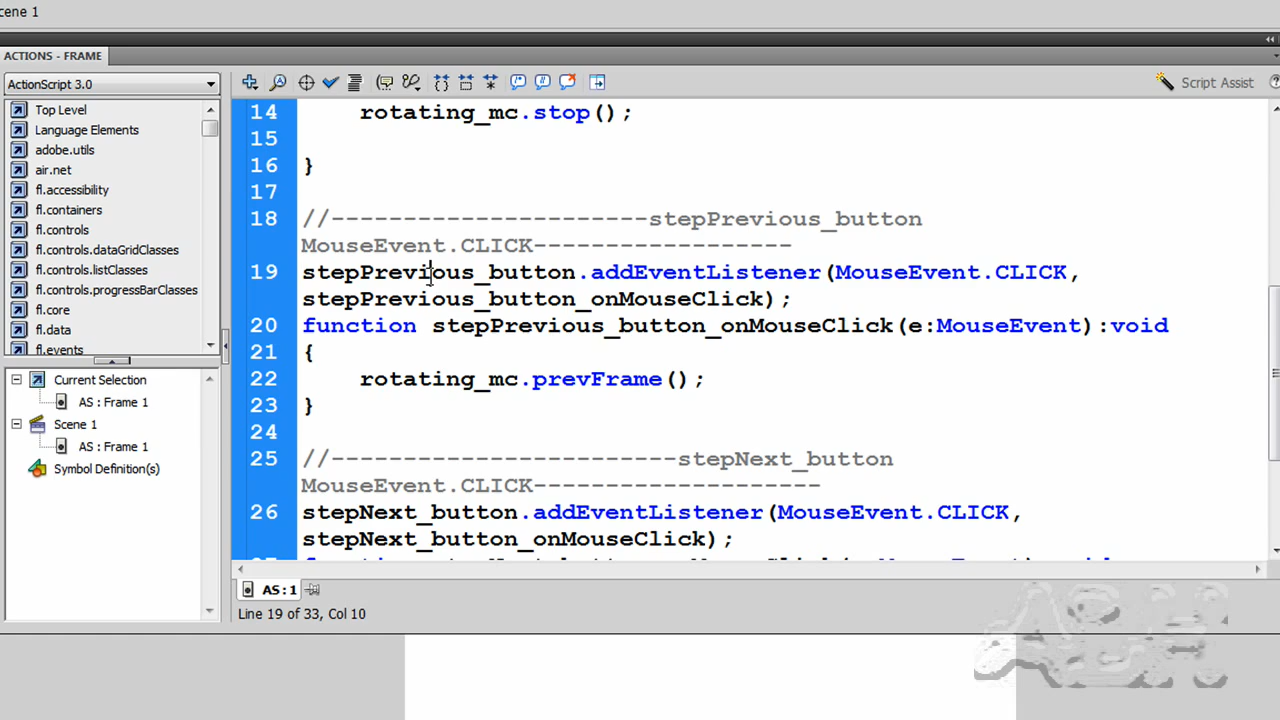 cene 1
ACTIONS - FRAME
ActionScript 3.0
Script Assist
Top Level
Language Elements
adobe.utils
air.net
fl.accessibility
fl.containers
fl.controls
fl.controls.dataGridClasses
fl.controls.listClasses
fl.controls.progressBarClasses
fl.core
fl.data
fl.events
Current Selection
AS : Frame 1
Scene 1
AS : Frame 1
Symbol Definition(s)
14 rotating_mc.stop();
15
16 }
17
18 //----------------------stepPrevious_button
MouseEvent.CLICK------------------
19 stepPrevious_button.addEventListener(MouseEvent.CLICK,
stepPrevious_button_onMouseClick);
20 function stepPrevious_button_onMouseClick(e:MouseEvent):void
21 {
22 rotating_mc.prevFrame();
23 }
24
25 //------------------------stepNext_button
MouseEvent.CLICK--------------------
26 stepNext_button.addEventListener(MouseEvent.CLICK,
stepNext_button_onMouseClick);
AS:1
Line 19 of 33, Col 10